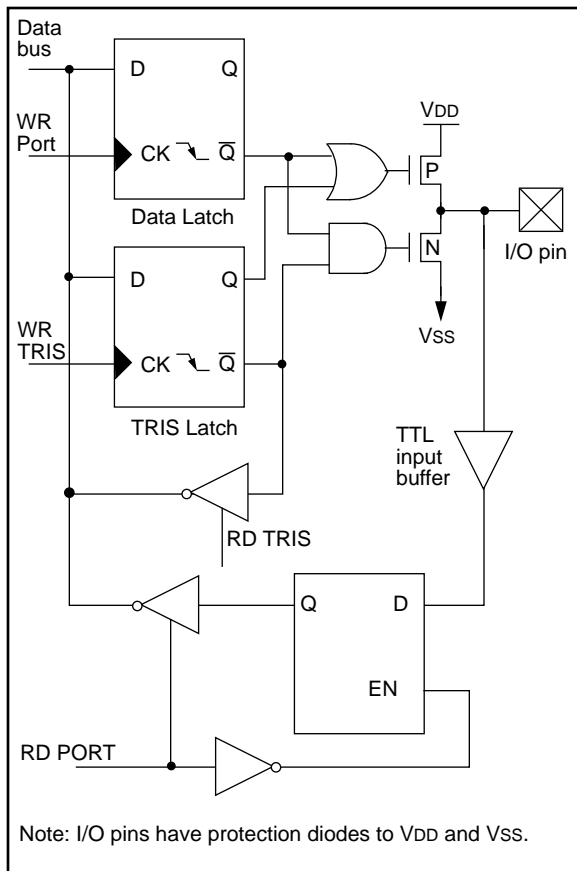 Data
bus
D Q
WR
Port
CK Q
Data Latch
VDD
P
N
I/O pin
VSS
D Q
WR
TRIS
CK Q
TRIS Latch
TTL
input
buffer
RD TRIS
Q D
EN
RD PORT
Note: I/O pins have protection diodes to VDD and VSS.